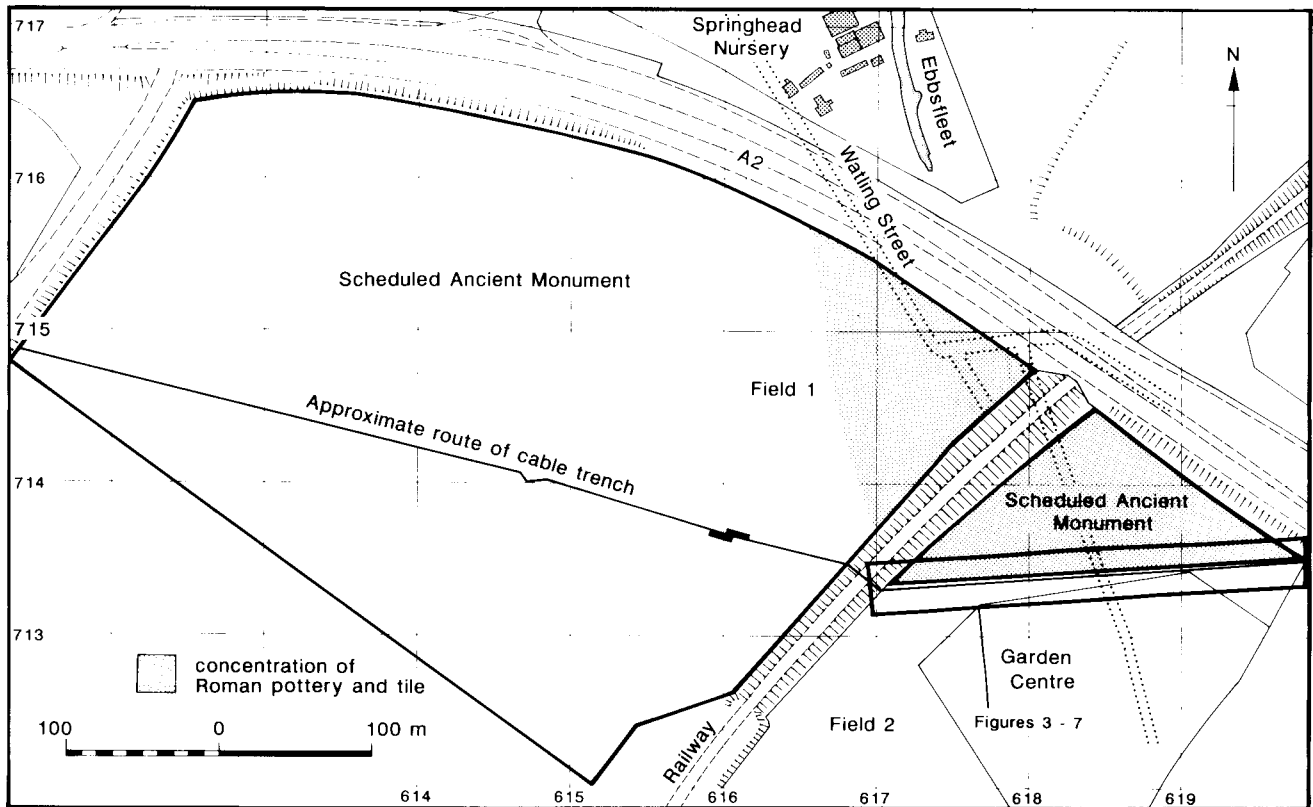 717
Springhead
Nursery
Ebbsfleet
N
A2
Watling Street
716
Scheduled Ancient Monument
715
Field 1
Approximate route of cable trench
714
Scheduled Ancient
Monument
713
concentration of
Roman pottery and tile
Garden
Centre
Figures 3 - 7
Field 2
Railway
100 0 100 m
614 615 616 617 618 619